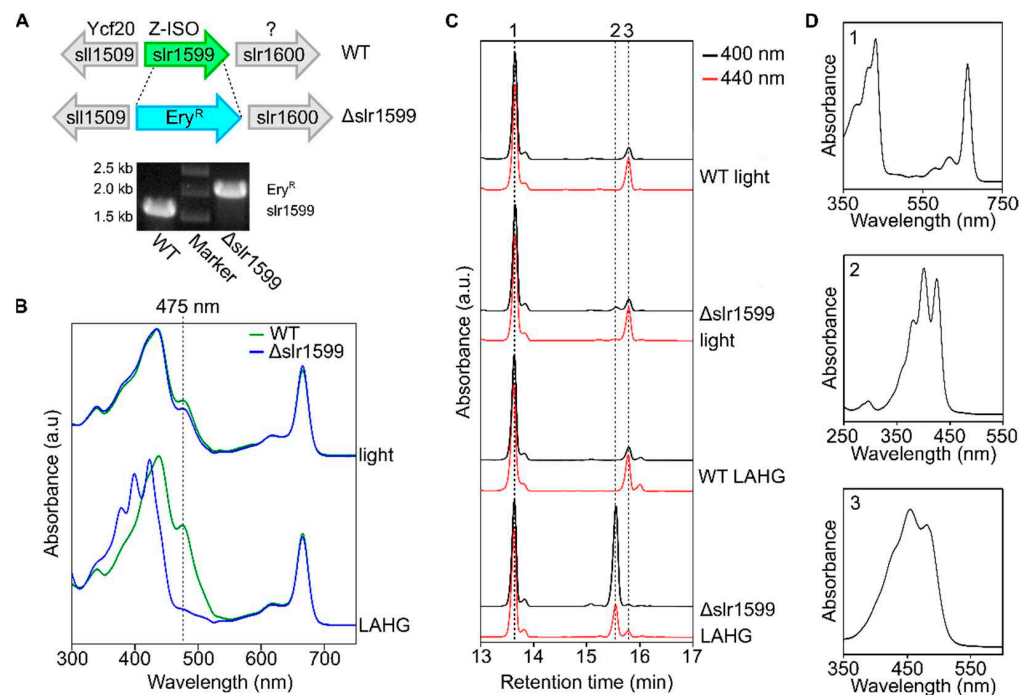 A
Ycf20 Z-ISO ?
sll1509 slr1599 slr1600 WT
sll1509 Ery^R slr1600 Δslr1599
2.5 kb
2.0 kb Ery^R
slr1599
1.5 kb
WT Marker Δslr1599
B
475 nm
WT
Δslr1599
Absorbance (a.u)
light
LAHG
300 400 500 600 700
Wavelength (nm)
C
1 2 3
400 nm
440 nm
Absorbance (a.u.)
WT light
Δslr1599
light
WT LAHG
Δslr1599
LAHG
13 14 15 16 17
Retention time (min)
D
1
Absorbance
350 550 750
Wavelength (nm)
2
Absorbance
250 350 450 550
Wavelength (nm)
3
Absorbance
350 450 550
Wavelength (nm)